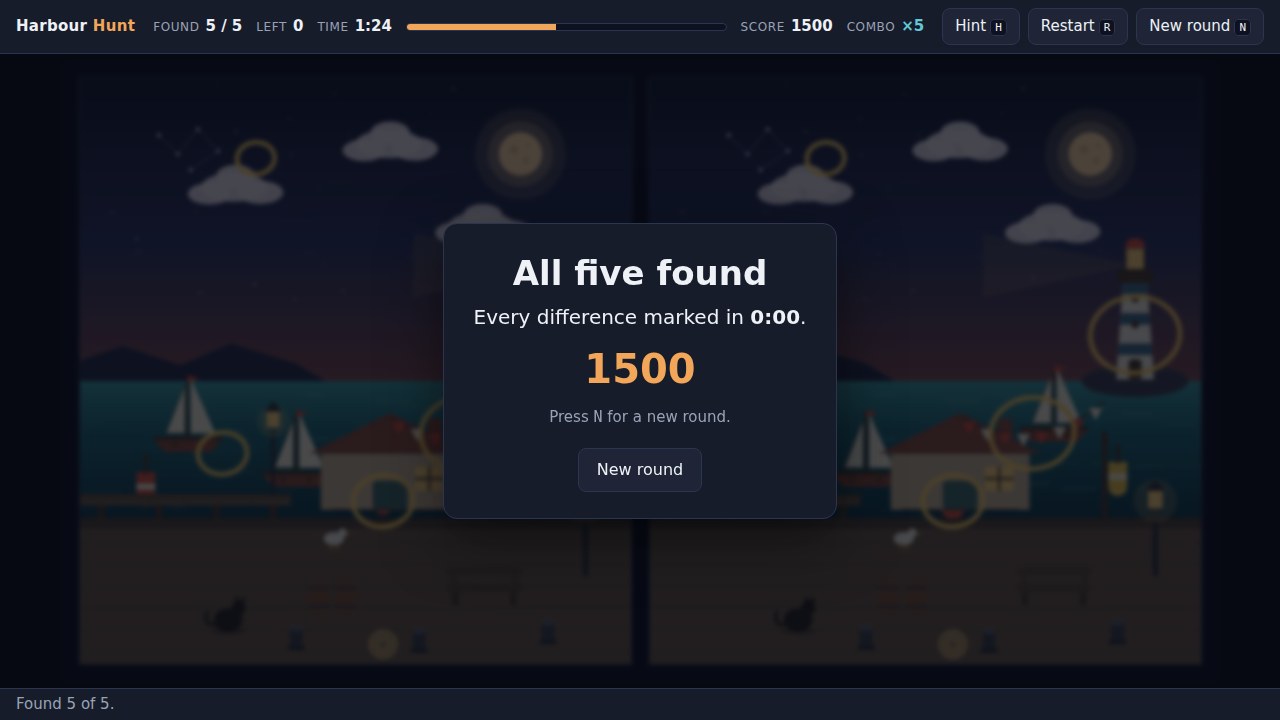 Harbour Hunt FOUND 5 / 5 LEFT 0 TIME 1:24 SCORE 1500 COMBO ×5 Hint H Restart R New round N
All five found
Every difference marked in 0:00.
1500
Press N for a new round.
New round
Found 5 of 5.